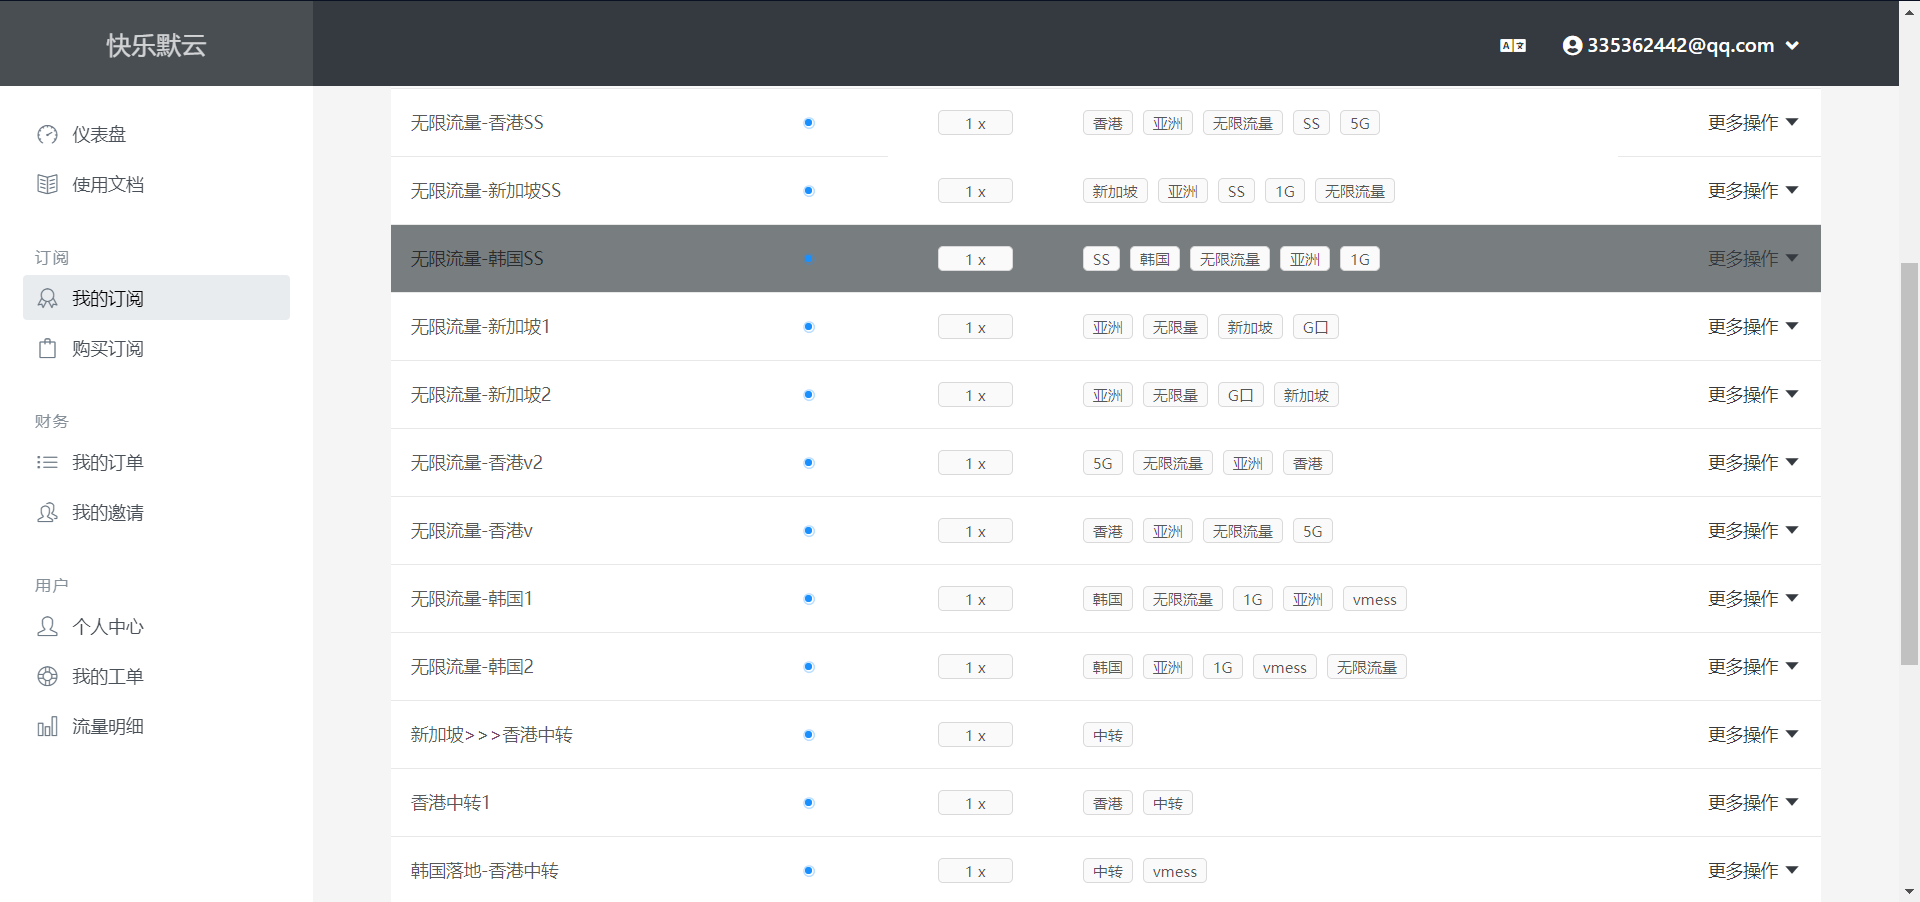 快乐默云
335362442@qq.com
仪表盘
使用文档
订阅
我的订阅
购买订阅
财务
我的订单
我的邀请
用户
个人中心
我的工单
流量明细
无限流量-香港SS 1 x 香港 亚洲 无限流量 SS 5G 更多操作
无限流量-新加坡SS 1 x 新加坡 亚洲 SS 1G 无限流量 更多操作
无限流量-韩国SS 1 x SS 韩国 无限流量 亚洲 1G 更多操作
无限流量-新加坡1 1 x 亚洲 无限量 新加坡 G口 更多操作
无限流量-新加坡2 1 x 亚洲 无限量 G口 新加坡 更多操作
无限流量-香港v2 1 x 5G 无限流量 亚洲 香港 更多操作
无限流量-香港v 1 x 香港 亚洲 无限流量 5G 更多操作
无限流量-韩国1 1 x 韩国 无限流量 1G 亚洲 vmess 更多操作
无限流量-韩国2 1 x 韩国 亚洲 1G vmess 无限流量 更多操作
新加坡>>>香港中转 1 x 中转 更多操作
香港中转1 1 x 香港 中转 更多操作
韩国落地-香港中转 1 x 中转 vmess 更多操作